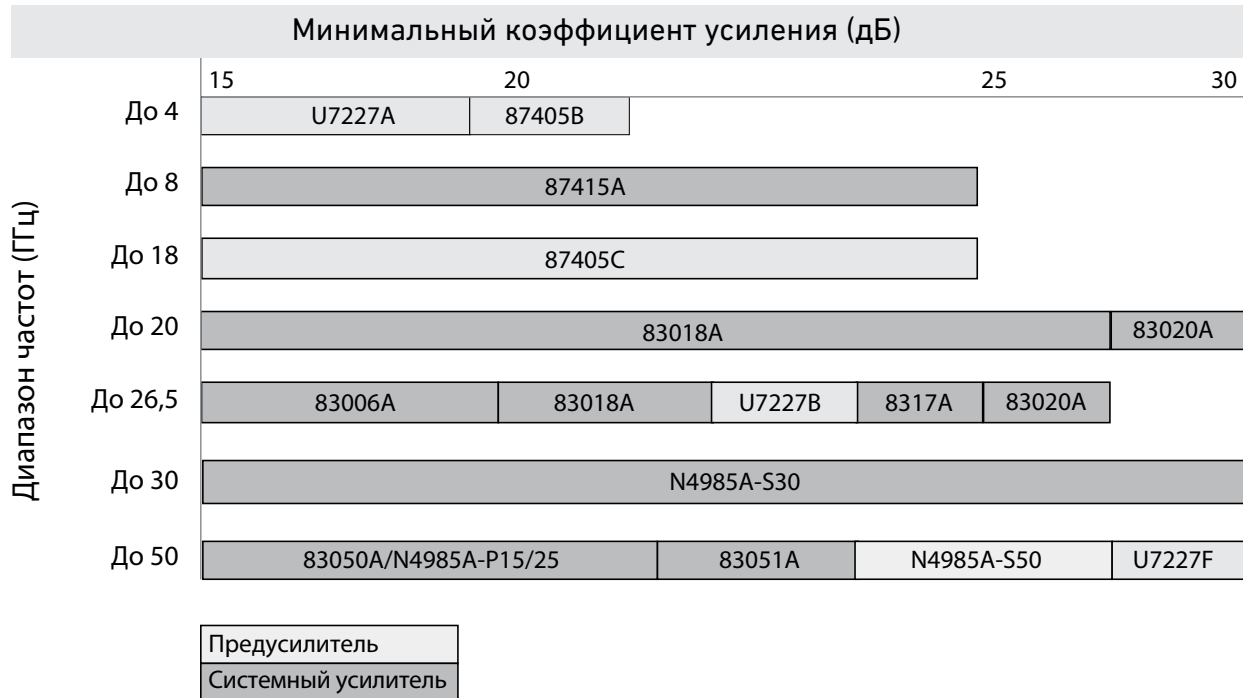 Минимальный коэффициент усиления (дБ)
15 20 25 30
Диапазон частот (ГГц)
До 4 U7227A 87405B
До 8 87415A
До 18 87405C
До 20 83018A 83020A
До 26,5 83006A 83018A U7227B 8317A 83020A
До 30 N4985A-S30
До 50 83050A/N4985A-P15/25 83051A N4985A-S50 U7227F
Предусилитель
Системный усилитель